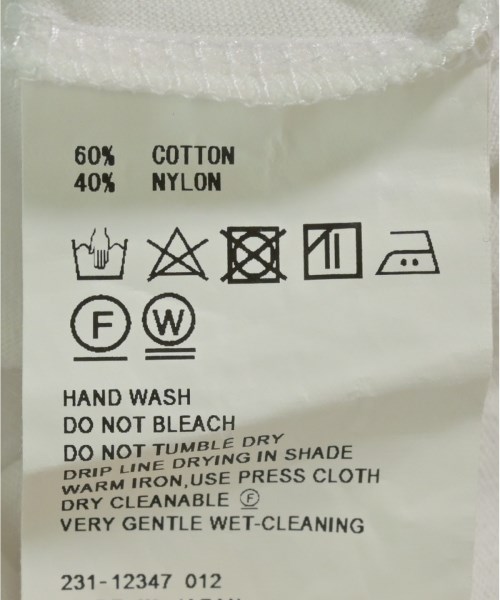 60% COTTON
40% NYLON
F W
HAND WASH
DO NOT BLEACH
DO NOT TUMBLE DRY
DRIP LINE DRYING IN SHADE
WARM IRON,USE PRESS CLOTH
DRY CLEANABLE Ⓕ
VERY GENTLE WET-CLEANING
231-12347 012